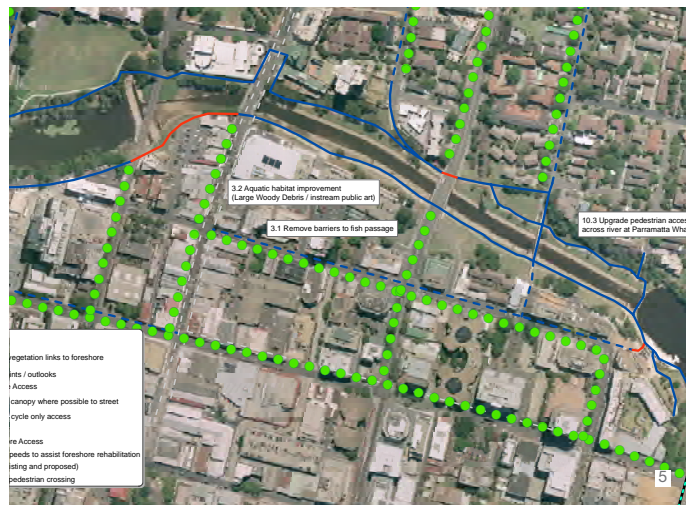 3.2 Aquatic habitat improvement
(Large Woody Debris / instream public art)
3.1 Remove barriers to fish passage
10.3 Upgrade pedestrian acces
across river at Parramatta Wha
vegetation links to foreshore
ints / outlooks
Access
canopy where possible to street
cycle only access
ore Access
peeds to assist foreshore rehabilitation
isting and proposed)
pedestrian crossing
5